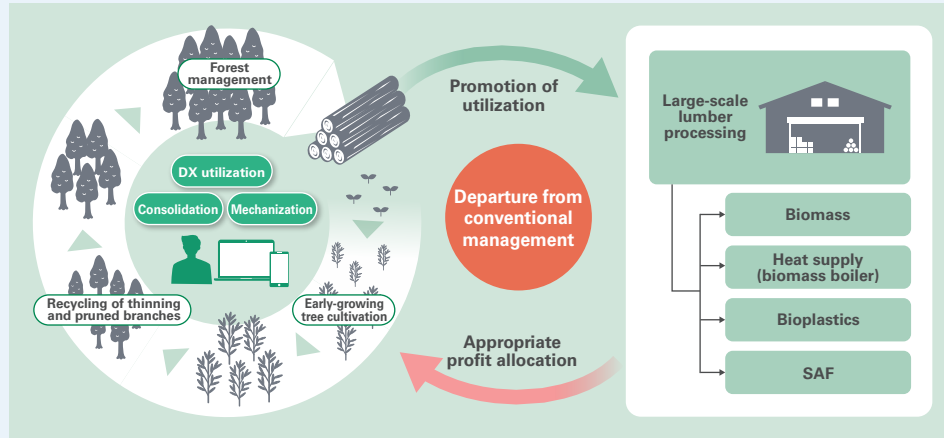 Forest
management
DX utilization
Consolidation
Mechanization
Recycling of thinning
and pruned branches
Early-growing
tree cultivation
Promotion of
utilization
Departure from
conventional
management
Appropriate
profit allocation
Large-scale
lumber
processing
Biomass
Heat supply
(biomass boiler)
Bioplastics
SAF